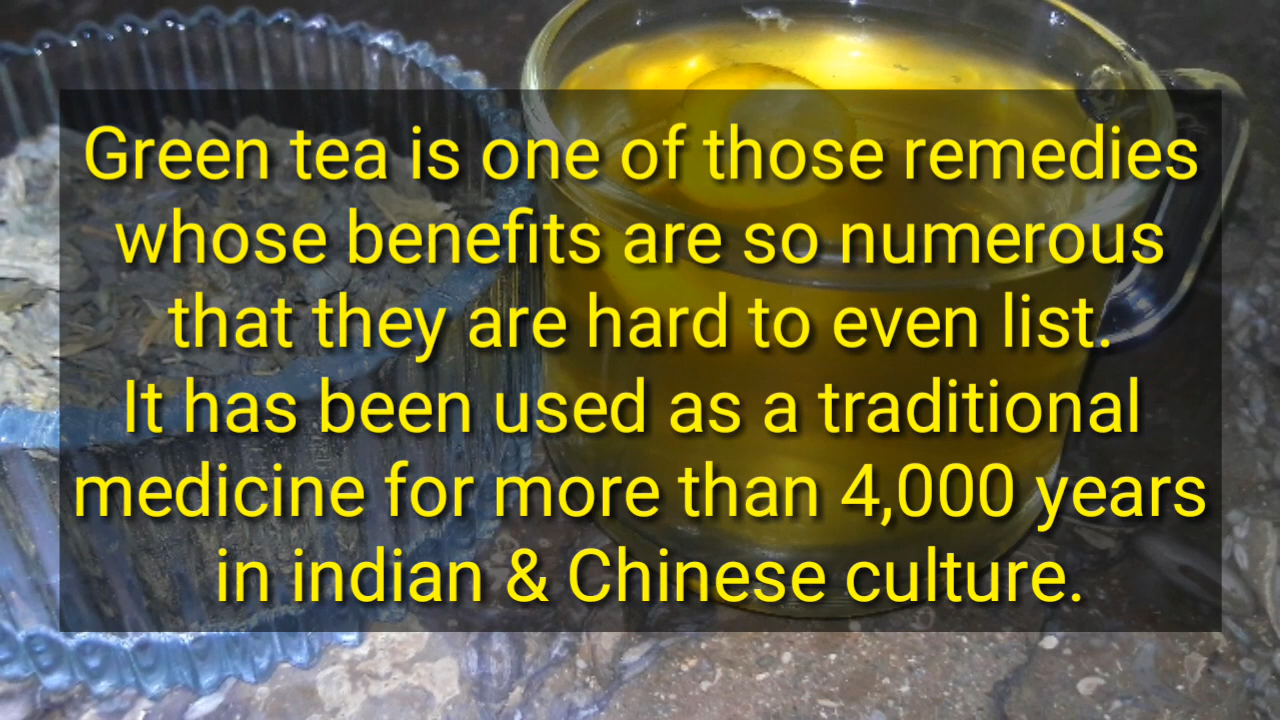 Green tea is one of those remedies
whose benefits are so numerous
that they are hard to even list.
It has been used as a traditional
medicine for more than 4,000 years
in indian & Chinese culture.